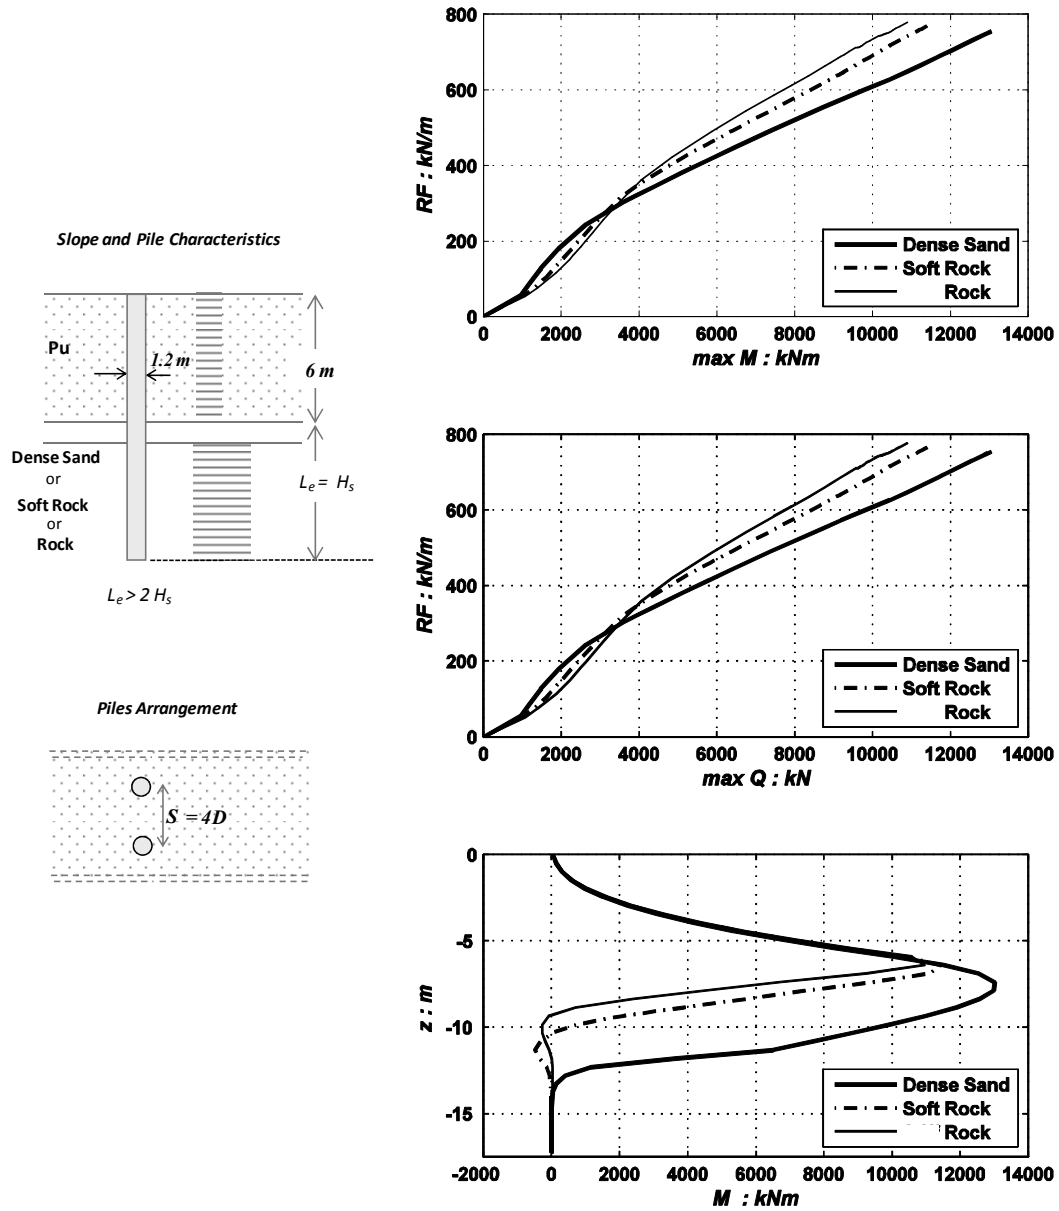 Slope and Pile Characteristics
Pu
1.2 m
6 m
Dense Sand
or
Soft Rock
or
Rock
Lₑ = Hₛ
Lₑ > 2 Hₛ
Piles Arrangement
S = 4D
800
600
400
200
0
RF : kN/m
0 2000 4000 6000 8000 10000 12000 14000
max M : kNm
Dense Sand
Soft Rock
Rock
800
600
400
200
0
RF : kN/m
0 2000 4000 6000 8000 10000 12000 14000
max Q : kN
Dense Sand
Soft Rock
Rock
0
-5
-10
-15
z : m
-2000 0 2000 4000 6000 8000 10000 12000 14000
M : kNm
Dense Sand
Soft Rock
Rock